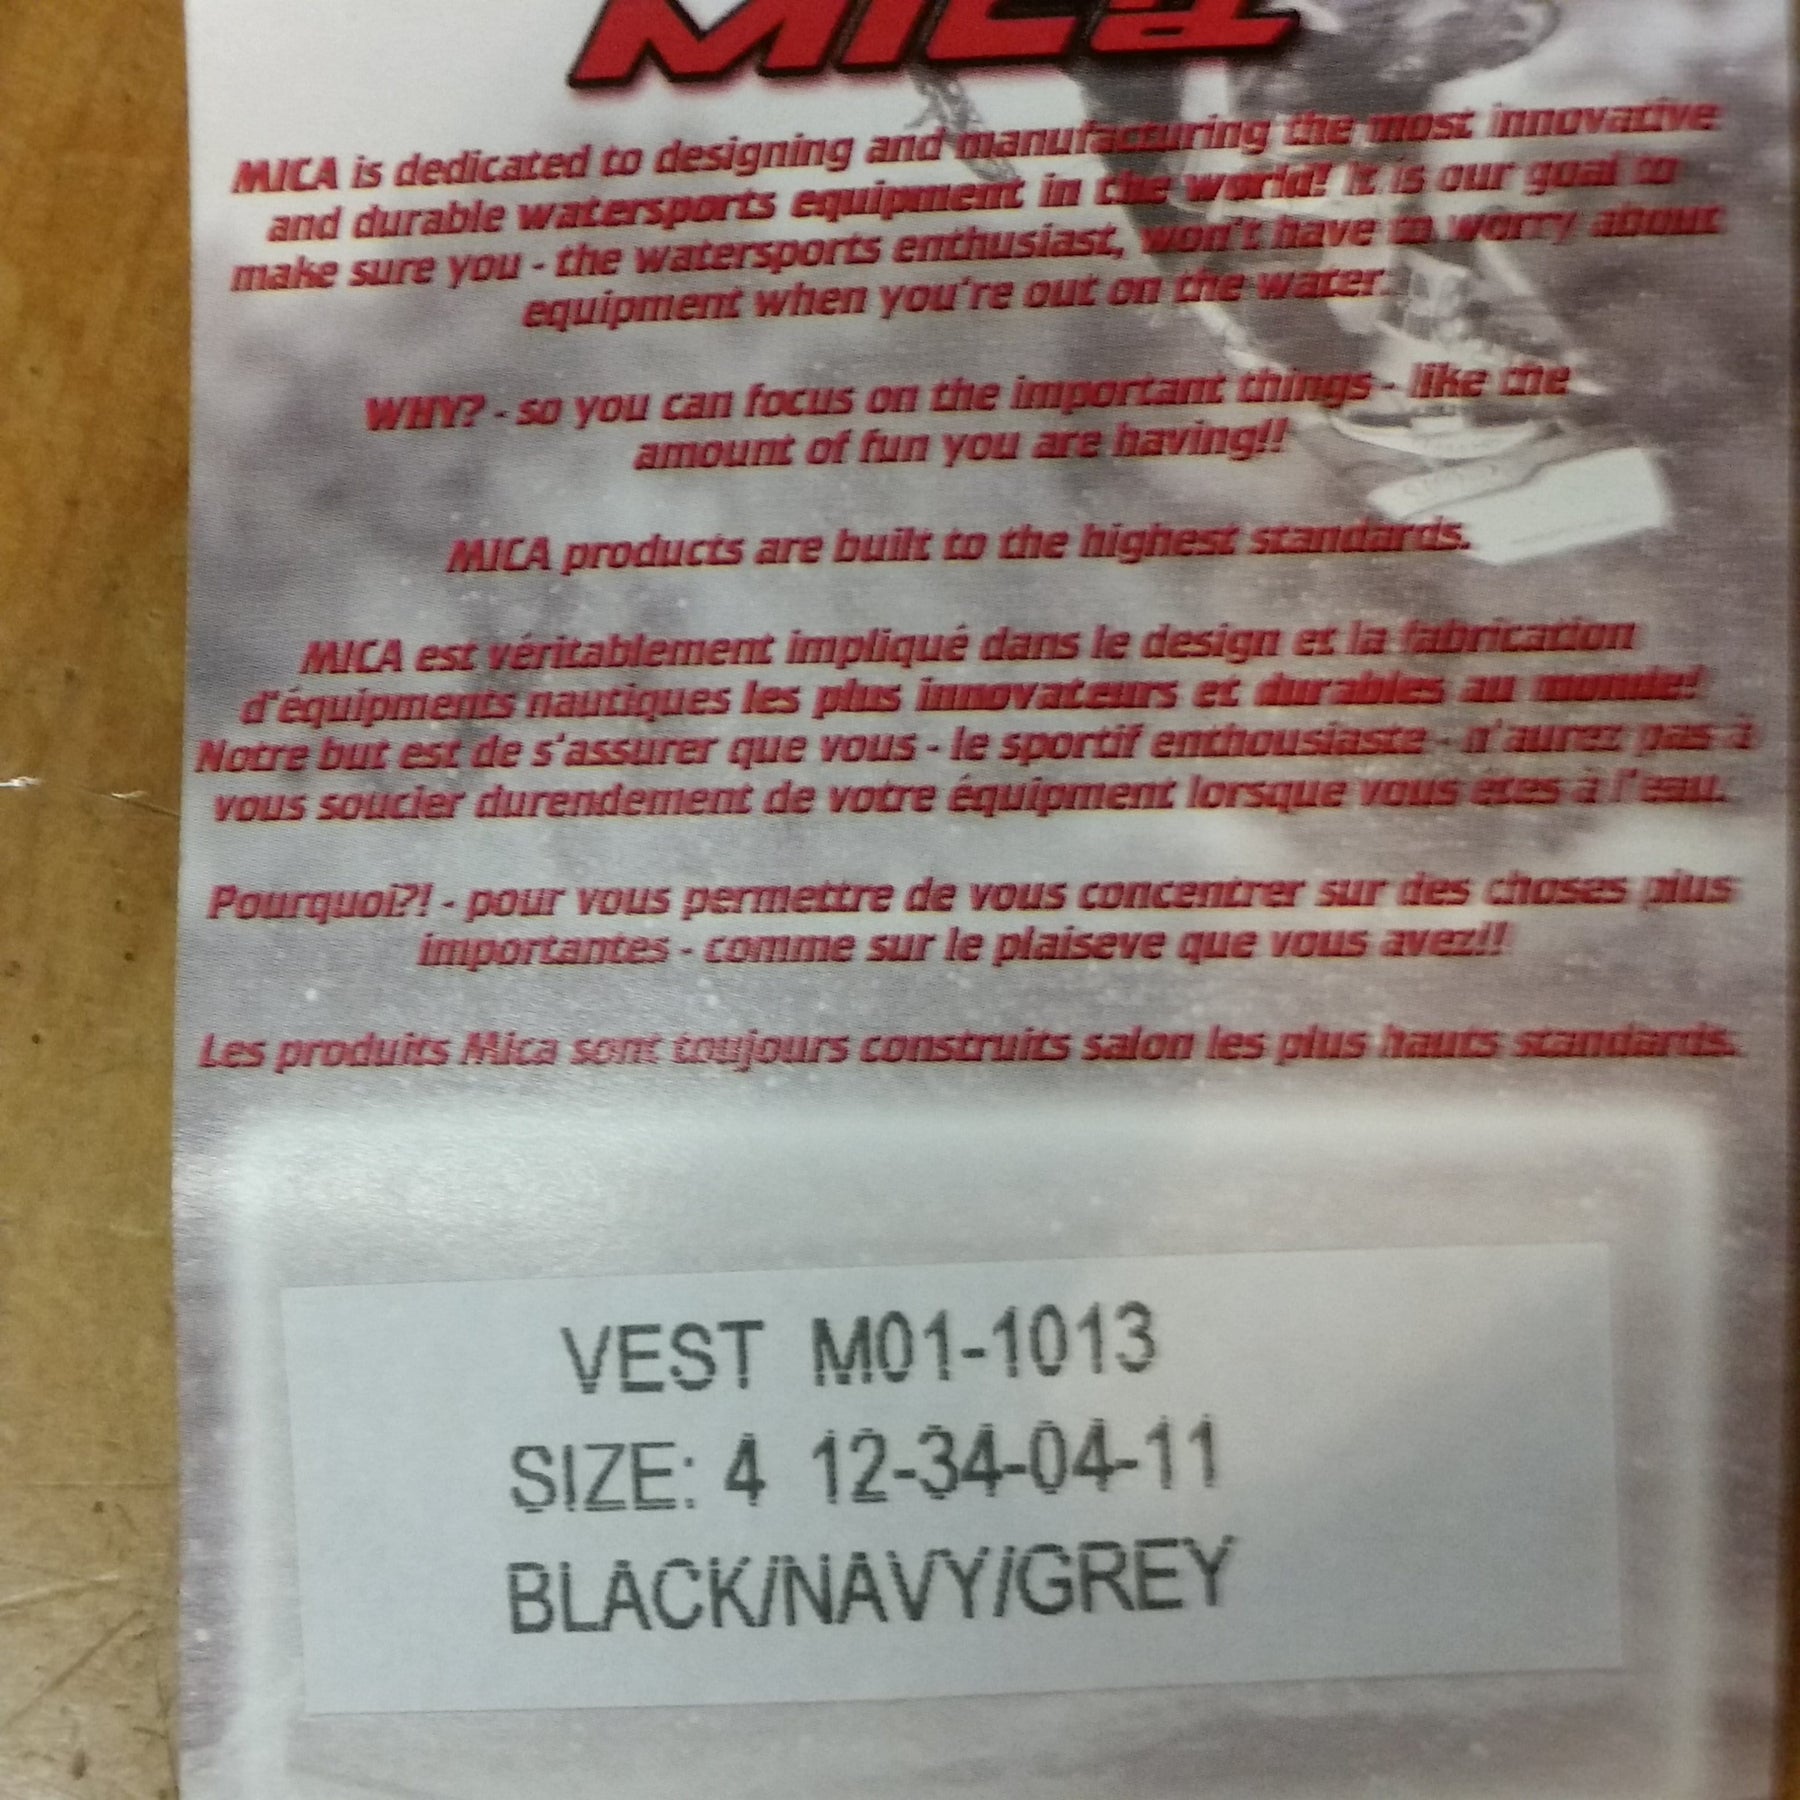 Mica
MICA is dedicated to designing and manufacturing the most innovative
and durable watersports equipment in the world! It is our goal to
make sure you - the watersports enthusiast, won't have to worry about
equipment when you're out on the water.
WHY? - so you can focus on the important things - like the
amount of fun you are having!!
MICA products are built to the highest standards.
MICA est véritablement impliqué dans le design et la fabrication
d'équipments nautiques les plus innovateurs et durables au monde!
Notre but est de s'assurer que vous - le sportif enthousiaste - n'aurez pas à
vous soucier durendement de votre équipment lorsque vous êtes à l'eau.
Pourquoi?! - pour vous permettre de vous concentrer sur des choses plus
importantes - comme sur le plaiseve que vous avez!!
Les produits Mica sont toujours construits salon les plus hauts standards.
VEST M01-1013
SIZE: 4 12-34-04-11
BLACK/NAVY/GREY